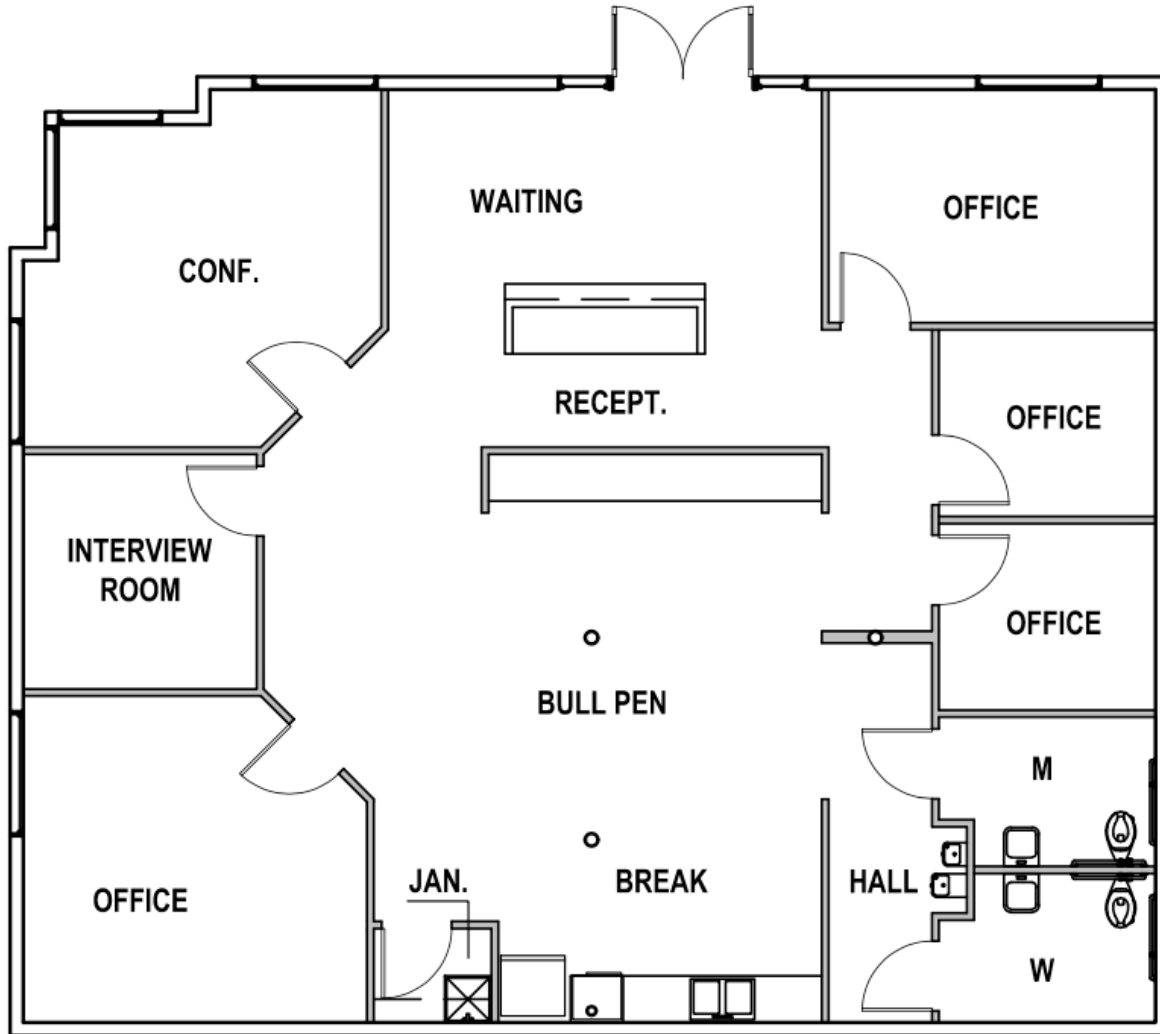 WAITING
OFFICE
CONF.
RECEPT.
OFFICE
INTERVIEW
ROOM
OFFICE
BULL PEN
M
JAN.
BREAK
HALL
OFFICE
W